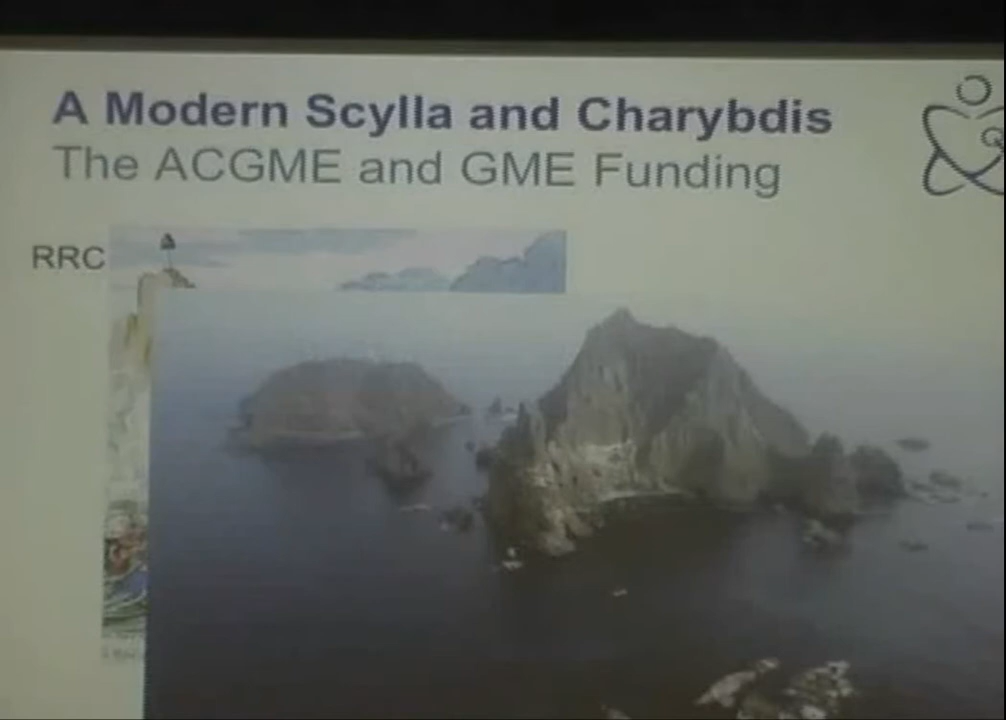 A Modern Scylla and Charybdis
The ACGME and GME Funding
RRC